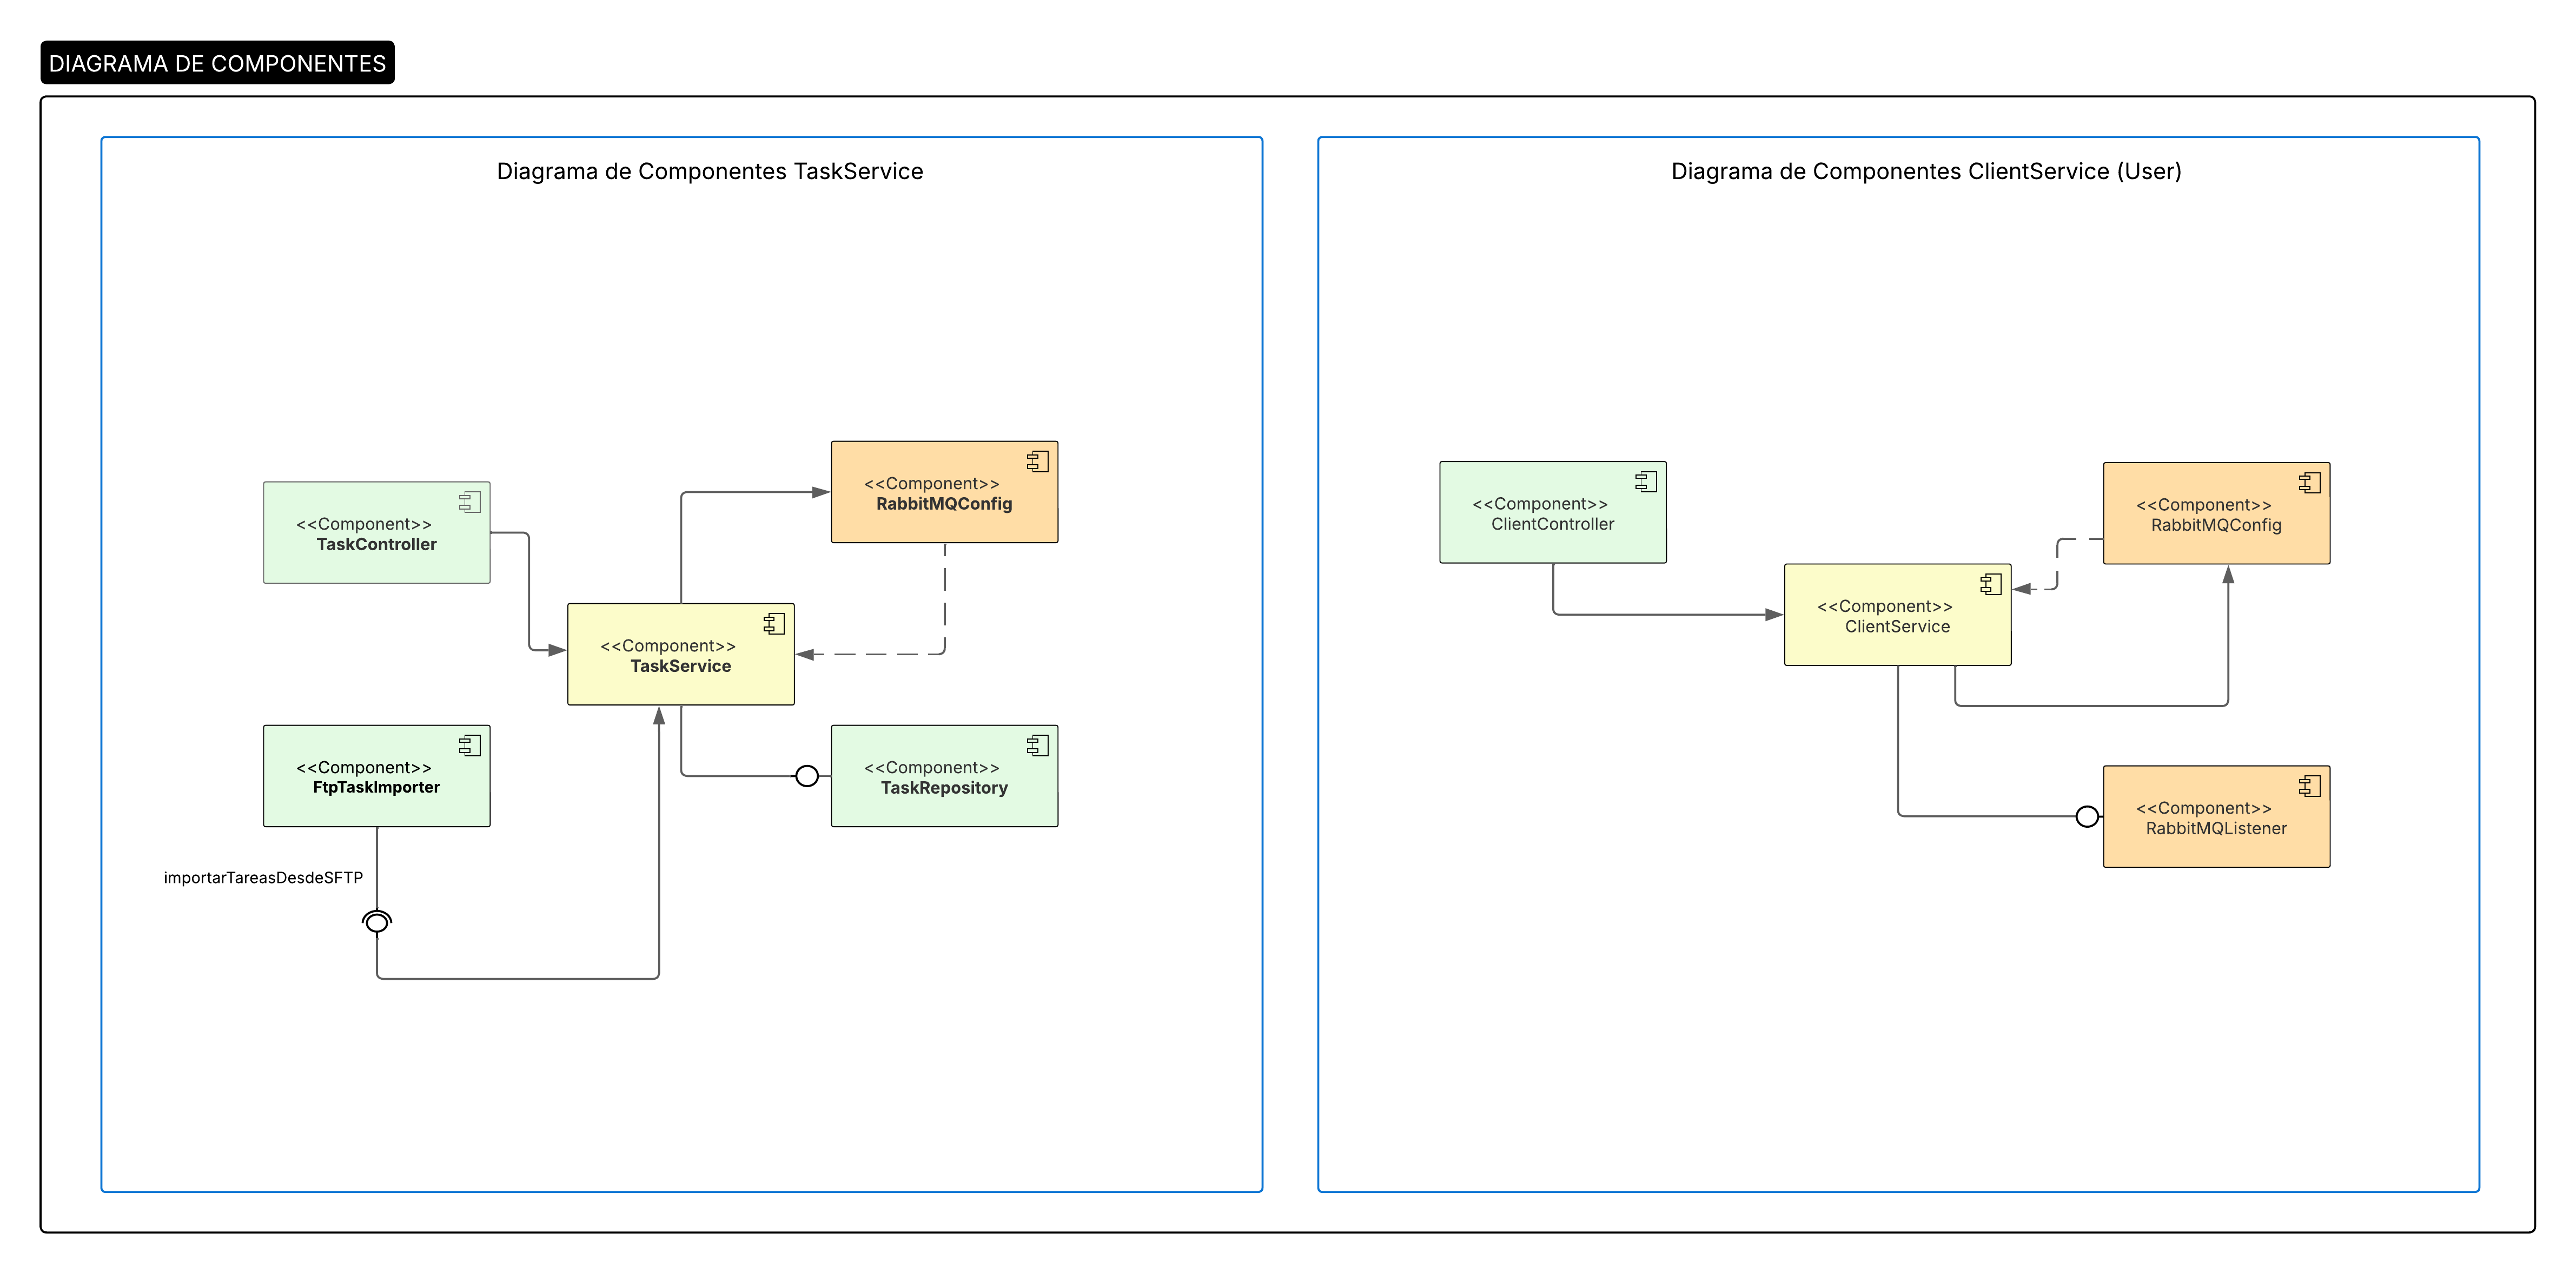 DIAGRAMA DE COMPONENTES
Diagrama de Componentes TaskService
<<Component>>
RabbitMQConfig
<<Component>>
TaskController
<<Component>>
TaskService
<<Component>>
FtpTaskImporter
<<Component>>
TaskRepository
importarTareasDesdeSFTP
Diagrama de Componentes ClientService (User)
<<Component>>
ClientController
<<Component>>
RabbitMQConfig
<<Component>>
ClientService
<<Component>>
RabbitMQListener